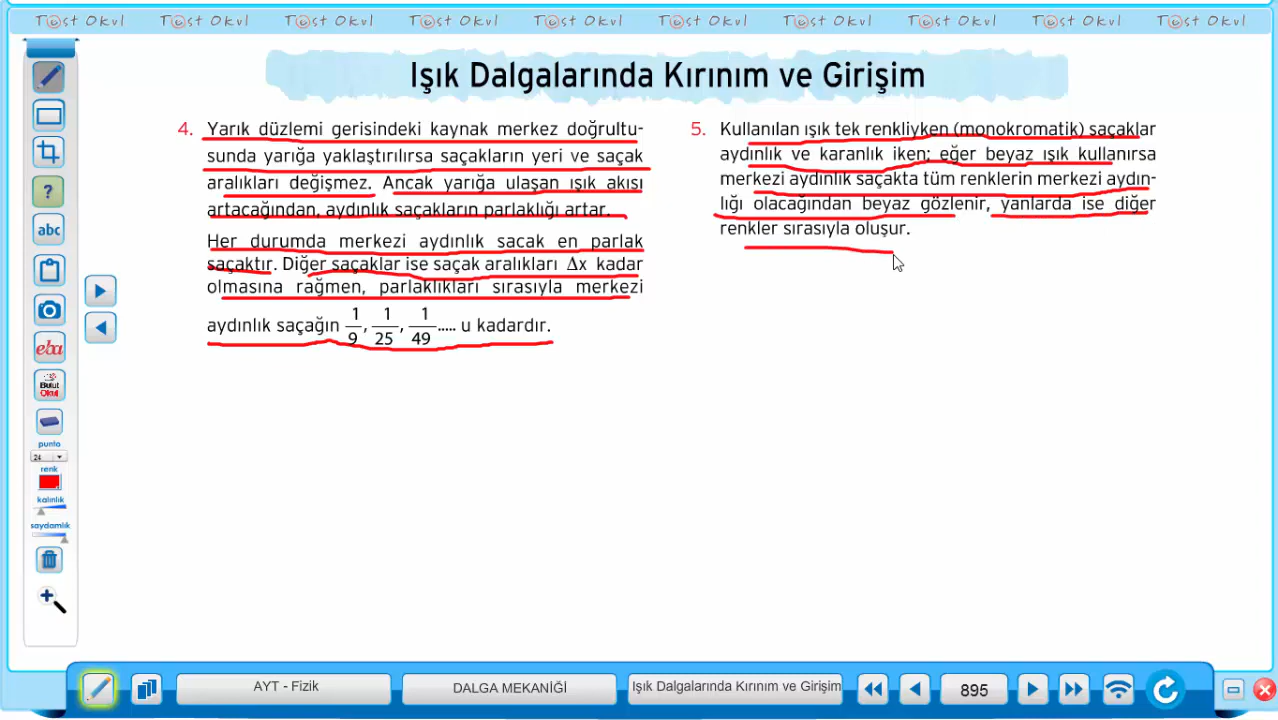 Test Okul Test Okul Test Okul Test Okul Test Okul Test Okul Test Okul Test Okul Test Okul Test Okul
Işık Dalgalarında Kırınım ve Girişim
4. Yarık düzlemi gerisindeki kaynak merkez doğrultu-
sunda yarığa yaklaştırılırsa saçakların yeri ve saçak
aralıkları değişmez. Ancak yarığa ulaşan ışık akısı
artacağından, aydınlık saçakların parlaklığı artar.
Her durumda merkezi aydınlık sacak en parlak
saçaktır. Diğer saçaklar ise saçak aralıkları Δx kadar
olmasına rağmen, parlaklıkları sırasıyla merkezi
aydınlık saçağın 1/9, 1/25, 1/49 ..... u kadardır.
5. Kullanılan ışık tek renkliyken (monokromatik) saçaklar
aydınlık ve karanlık iken; eğer beyaz ışık kullanırsa
merkezi aydınlık saçakta tüm renklerin merkezi aydın-
lığı olacağından beyaz gözlenir, yanlarda ise diğer
renkler sırasıyla oluşur.
?
abc
eba
Bulut
Okul
punto
24
renk
kalınlık
saydamlık
AYT - Fizik
DALGA MEKANİĞİ
Işık Dalgalarında Kırınım ve Girişim
895